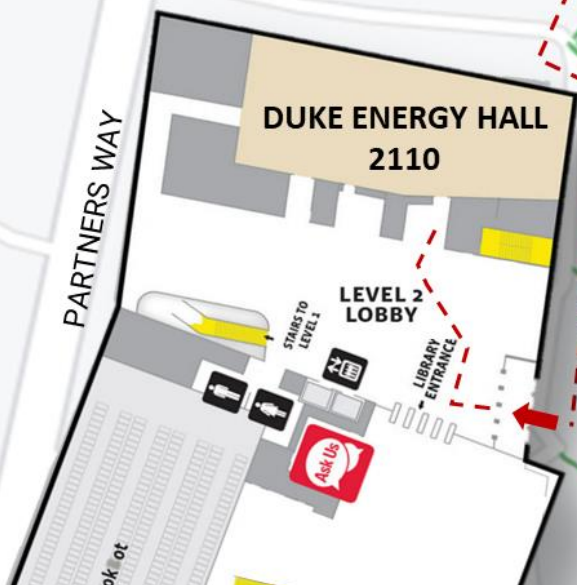 DUKE ENERGY HALL
2110
PARTNERS WAY
LEVEL 2
LOBBY
STAIRS TO
LEVEL 1
LIBRARY
ENTRANCE
Ask Us